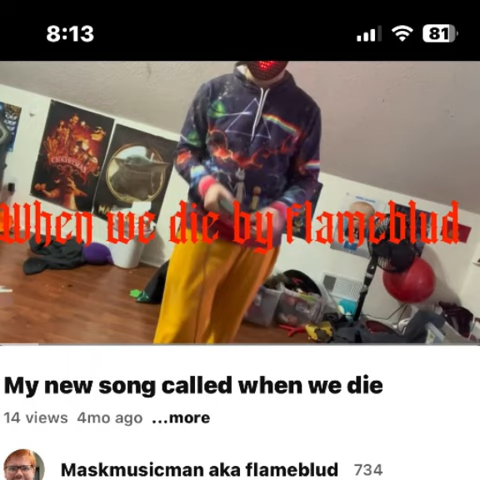 8:13
81
CHAINSMAN
When we die by flameblud
My new song called when we die
14 views 4mo ago ...more
Maskmusicman aka flameblud 734